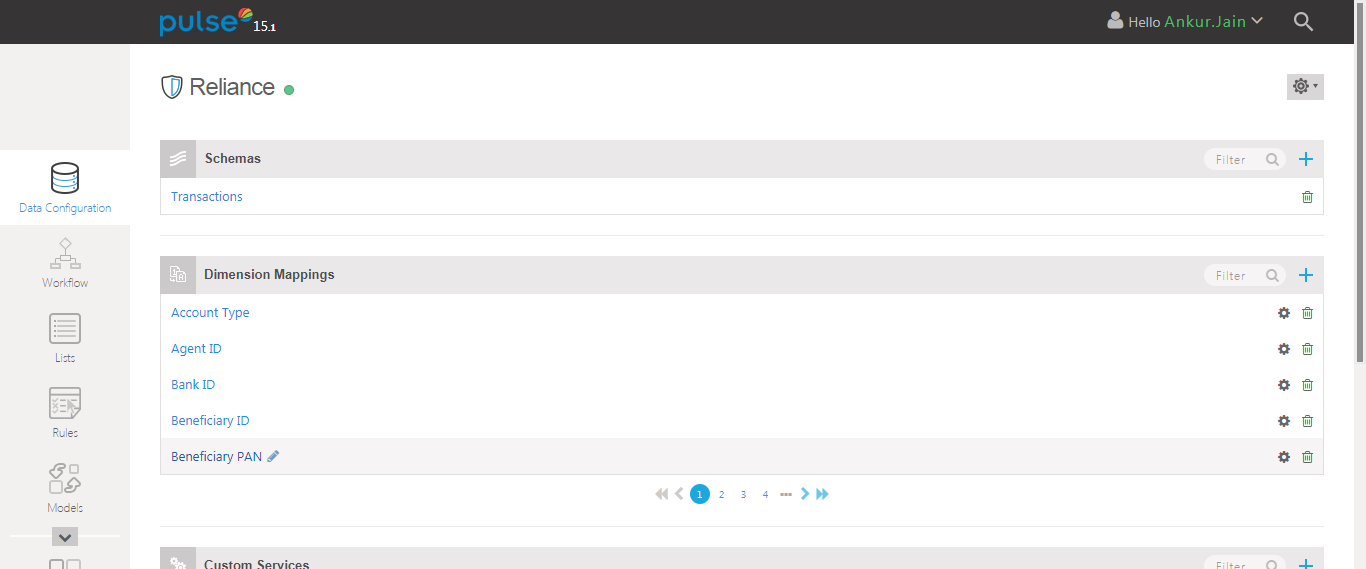 pulse 15.1
Hello Ankur.Jain
Reliance
Data Configuration
Workflow
Lists
Rules
Models
Schemas
Filter
Transactions
Dimension Mappings
Filter
Account Type
Agent ID
Bank ID
Beneficiary ID
Beneficiary PAN
1 2 3 4
Custom Services
Filter